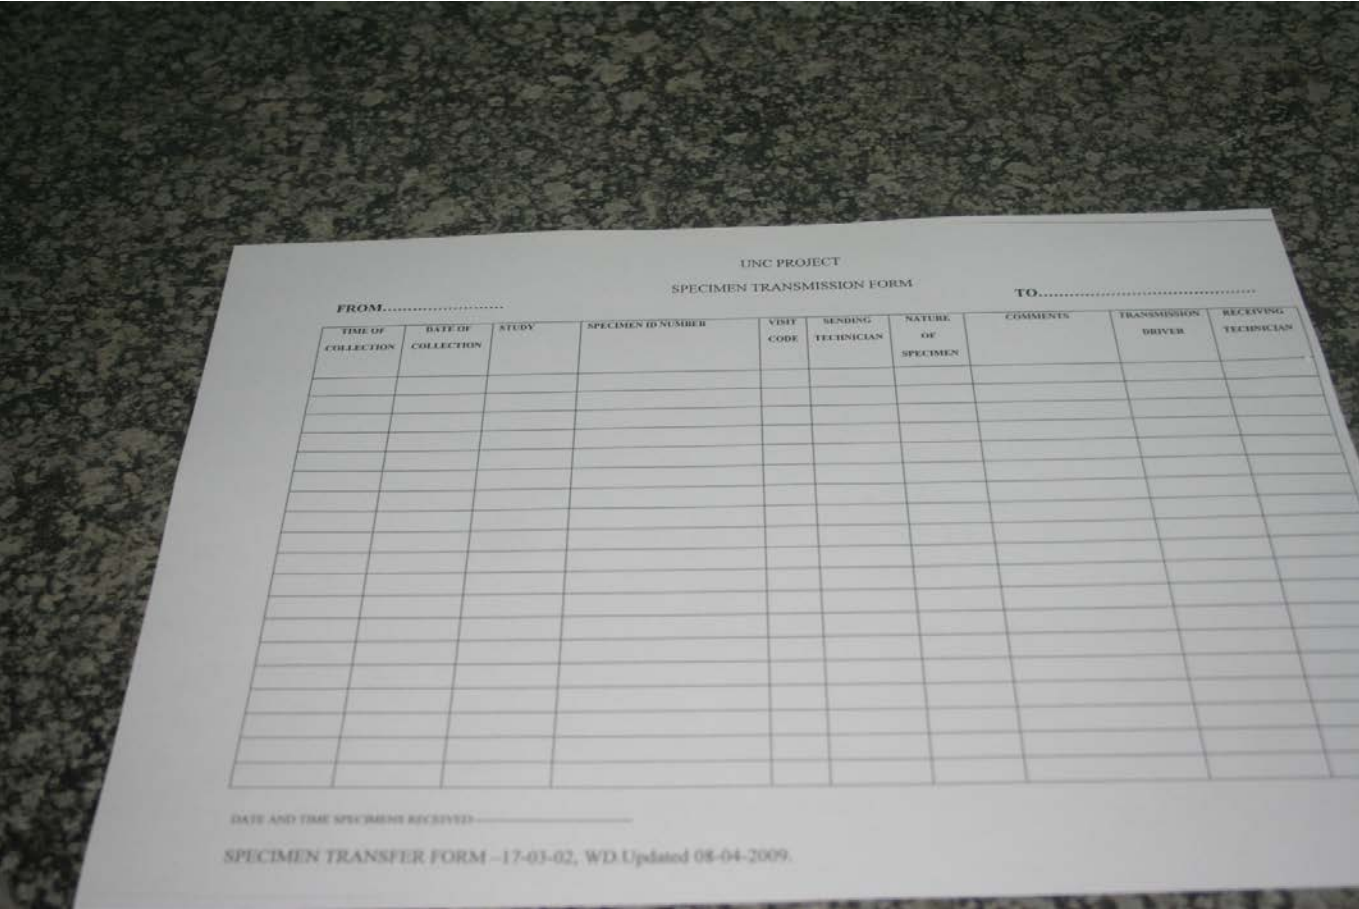 UNC PROJECT
SPECIMEN TRANSMISSION FORM
FROM....................... TO.........................................
TIME OF COLLECTION DATE OF COLLECTION STUDY SPECIMEN ID NUMBER VISIT CODE SENDING TECHNICIAN NATURE OF SPECIMEN COMMENTS TRANSMISSION DRIVER RECEIVING TECHNICIAN
DATE AND TIME SPECIMENS RECEIVED
SPECIMEN TRANSFER FORM –17-03-02, WD.Updated 08-04-2009.